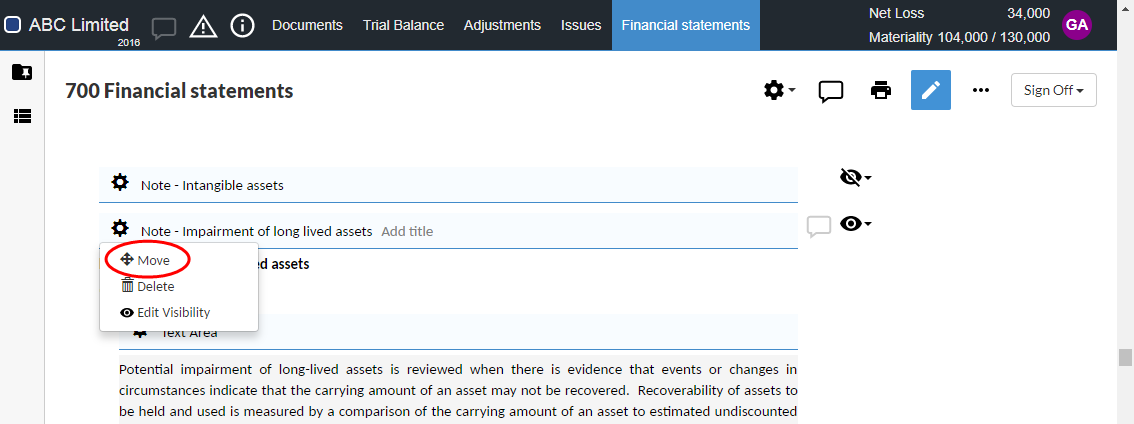 ABC Limited
2016
Documents Trial Balance Adjustments Issues Financial statements
Net Loss 34,000
Materiality 104,000 / 130,000
GA
700 Financial statements
Sign Off
Note - Intangible assets
Note - Impairment of long lived assets Add title
Move
ed assets
Delete
Edit Visibility
Text Area
Potential impairment of long-lived assets is reviewed when there is evidence that events or changes in
circumstances indicate that the carrying amount of an asset may not be recovered. Recoverability of assets to
be held and used is measured by a comparison of the carrying amount of an asset to estimated undiscounted